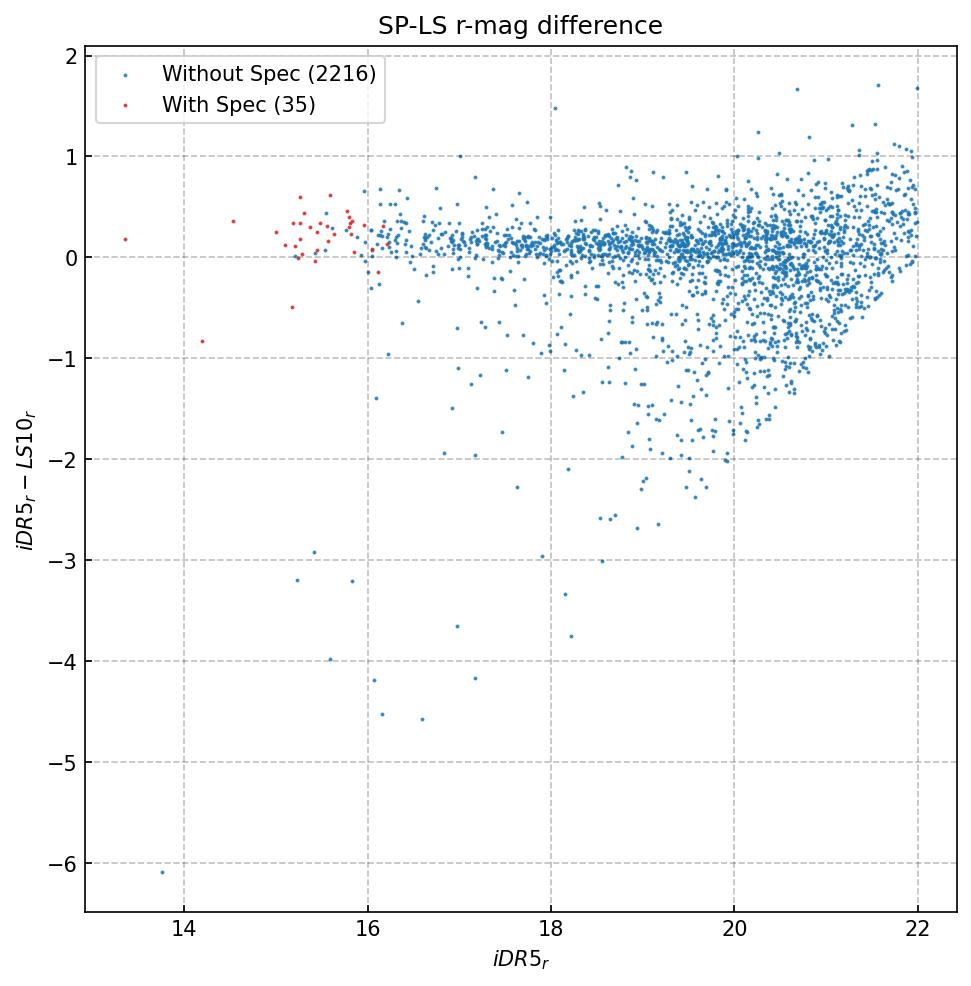 SP-LS r-mag difference
Without Spec (2216)
With Spec (35)
2
1
0
−1
−2
−3
−4
−5
−6
iDR5r − LS10r
14
16
18
20
22
iDR5r